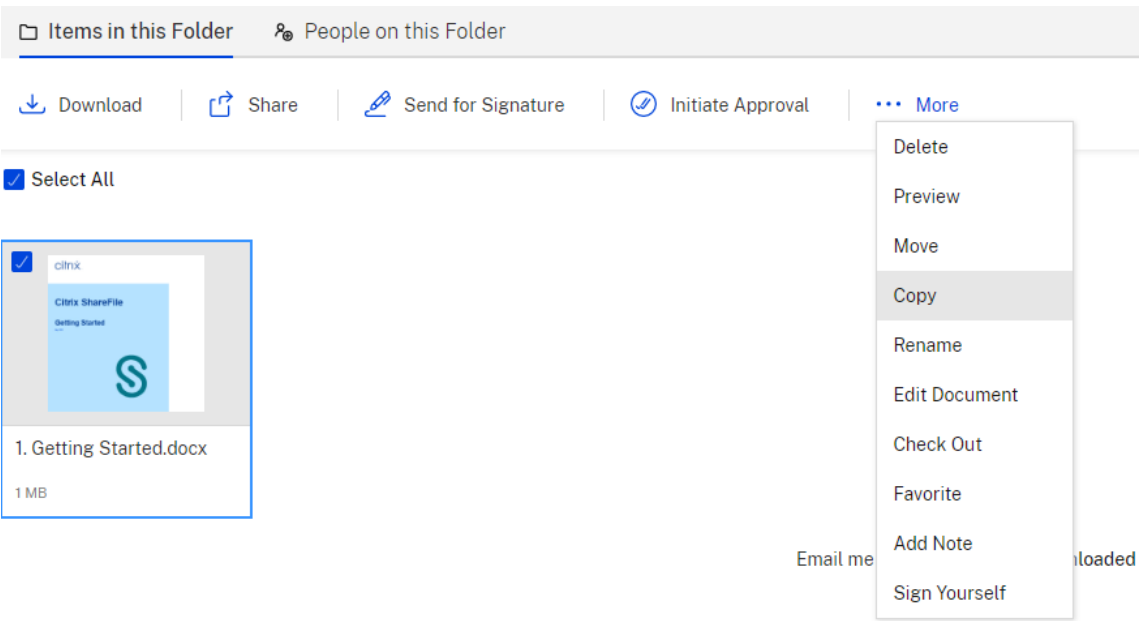 Items in this Folder People on this Folder
Download Share Send for Signature Initiate Approval ••• More
Delete
Select All
Preview
Move
citrix
Citrix ShareFile
Copy
Getting Started
Rename
Edit Document
1. Getting Started.docx
Check Out
1 MB
Favorite
Add Note
Email me
Sign Yourself